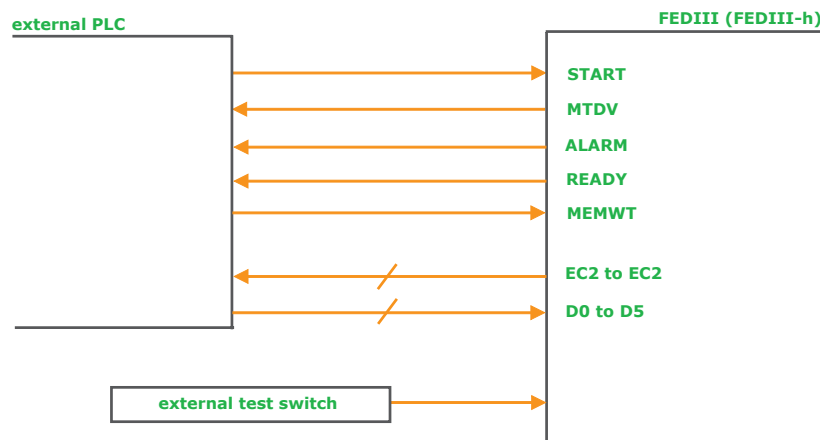 external PLC
FEDIII (FEDIII-h)
START
MTDV
ALARM
READY
MEMWT
EC2 to EC2
D0 to D5
external test switch